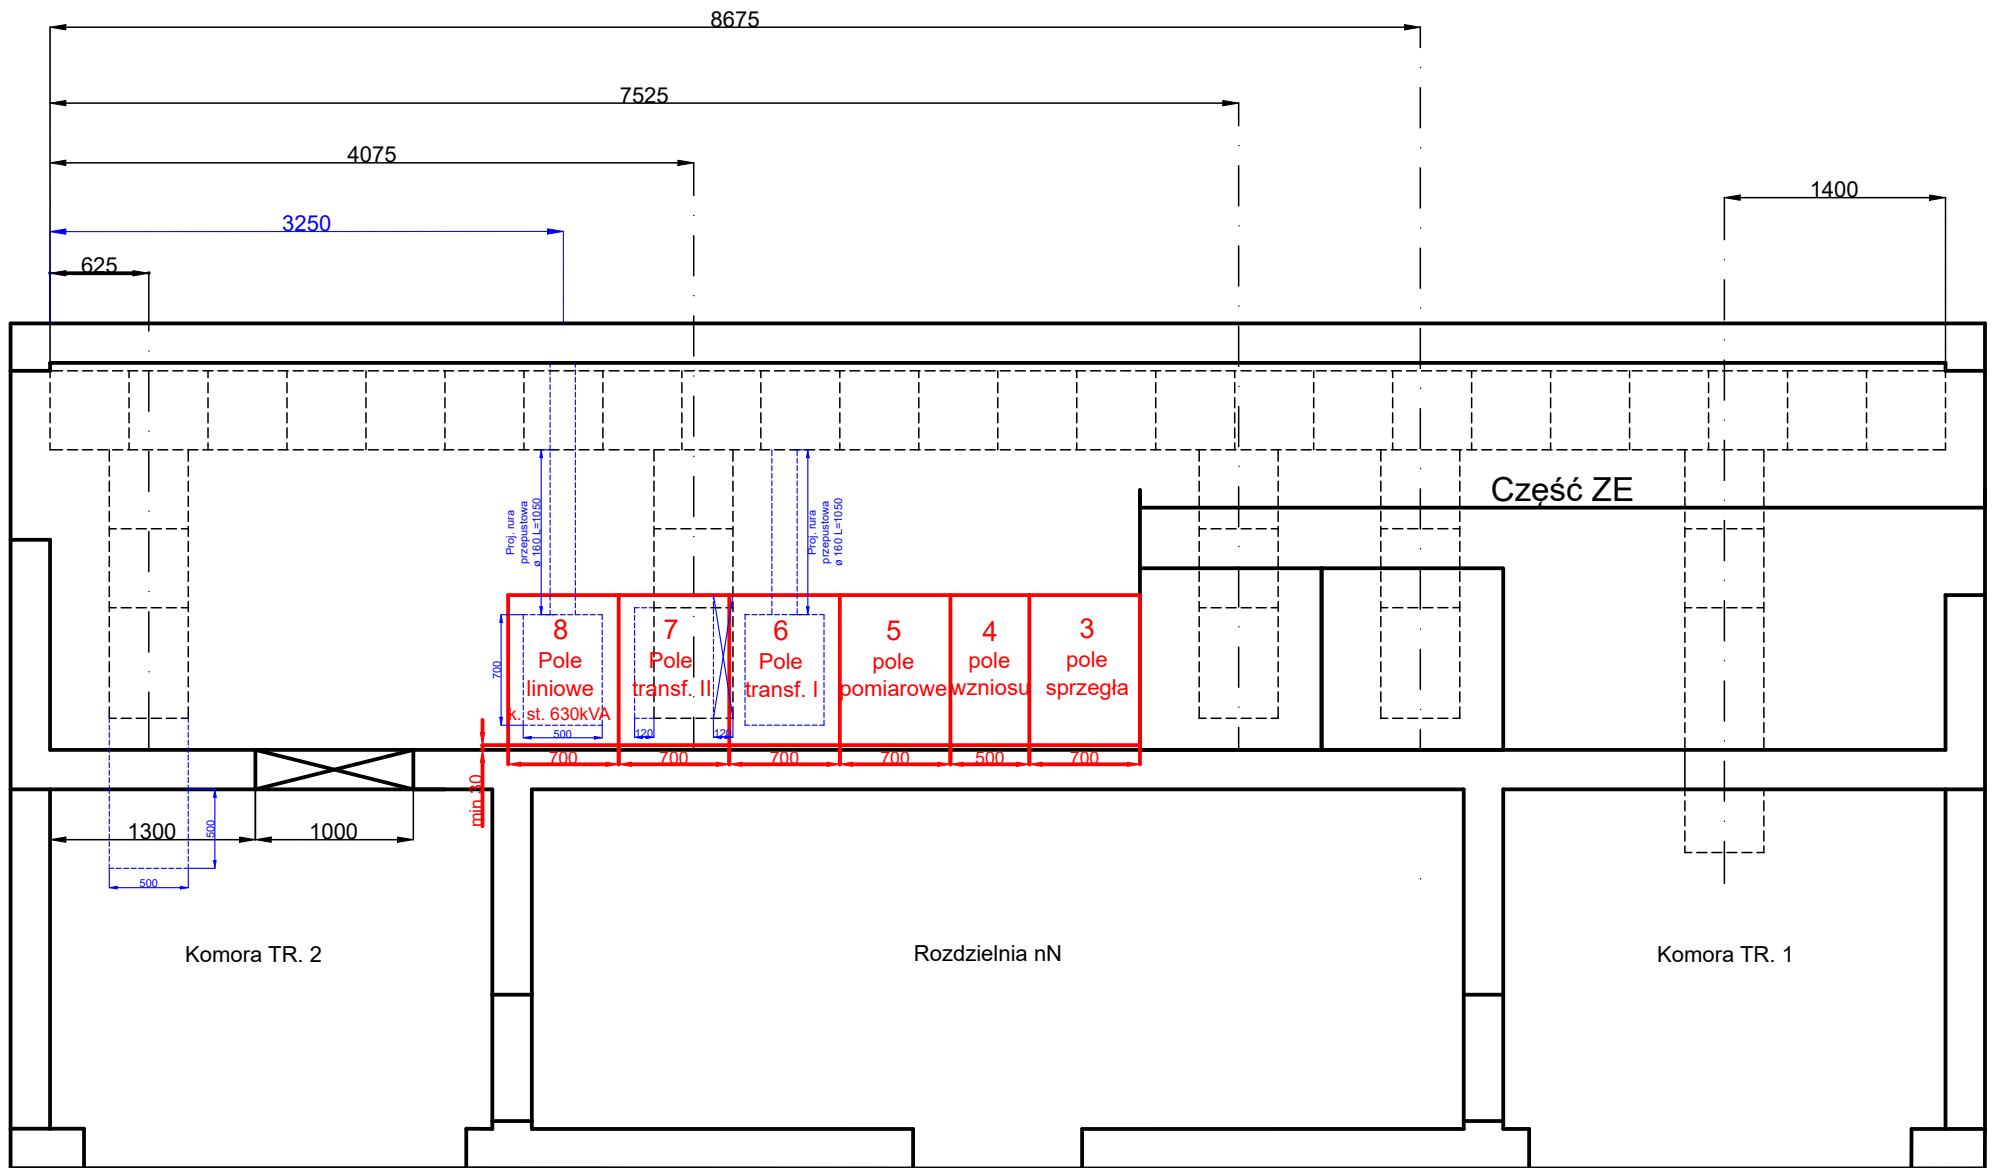 8675
7525
4075
1400
3250
625
Część ZE
Proj. rura
przepustowa
ø 160 L=1050
Proj. rura
przepustowa
ø 160 L=1050
8
Pole
liniowe
k. st. 630kVA
7
Pole
transf. II
6
Pole
transf. I
5
pole
pomiarowe
4
pole
wzniosu
3
pole
sprzegła
700
500
120
120
700
700
700
700
500
700
min.30
1300
1000
500
500
Komora TR. 2
Rozdzielnia nN
Komora TR. 1